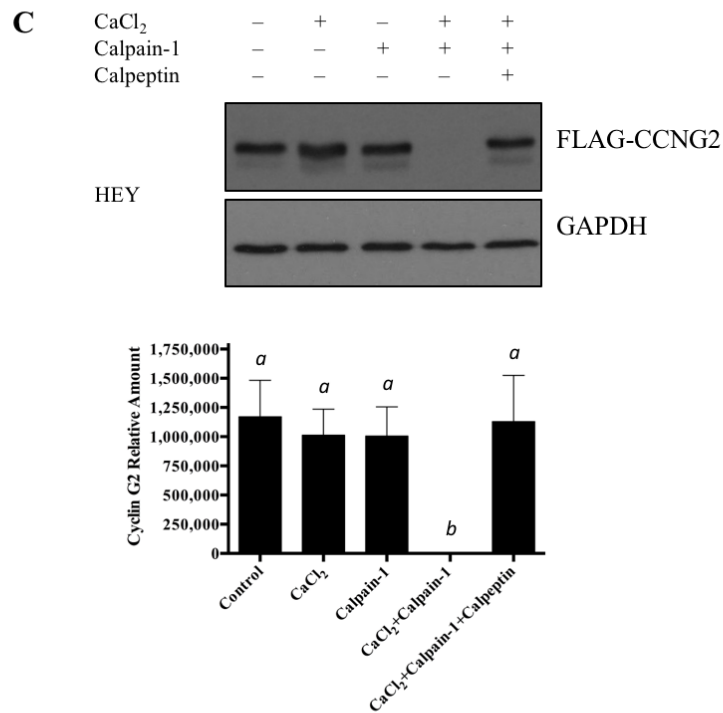 C
CaCl₂ – + – + +
Calpain-1 – – + + +
Calpeptin – – – – +
FLAG-CCNG2
HEY
GAPDH
Cyclin G2 Relative Amount
1,750,000
1,500,000
1,250,000
1,000,000
750,000
500,000
250,000
0
a
a
a
b
a
Control
CaCl₂
Calpain-1
CaCl₂+Calpain-1
CaCl₂+Calpain-1+Calpeptin